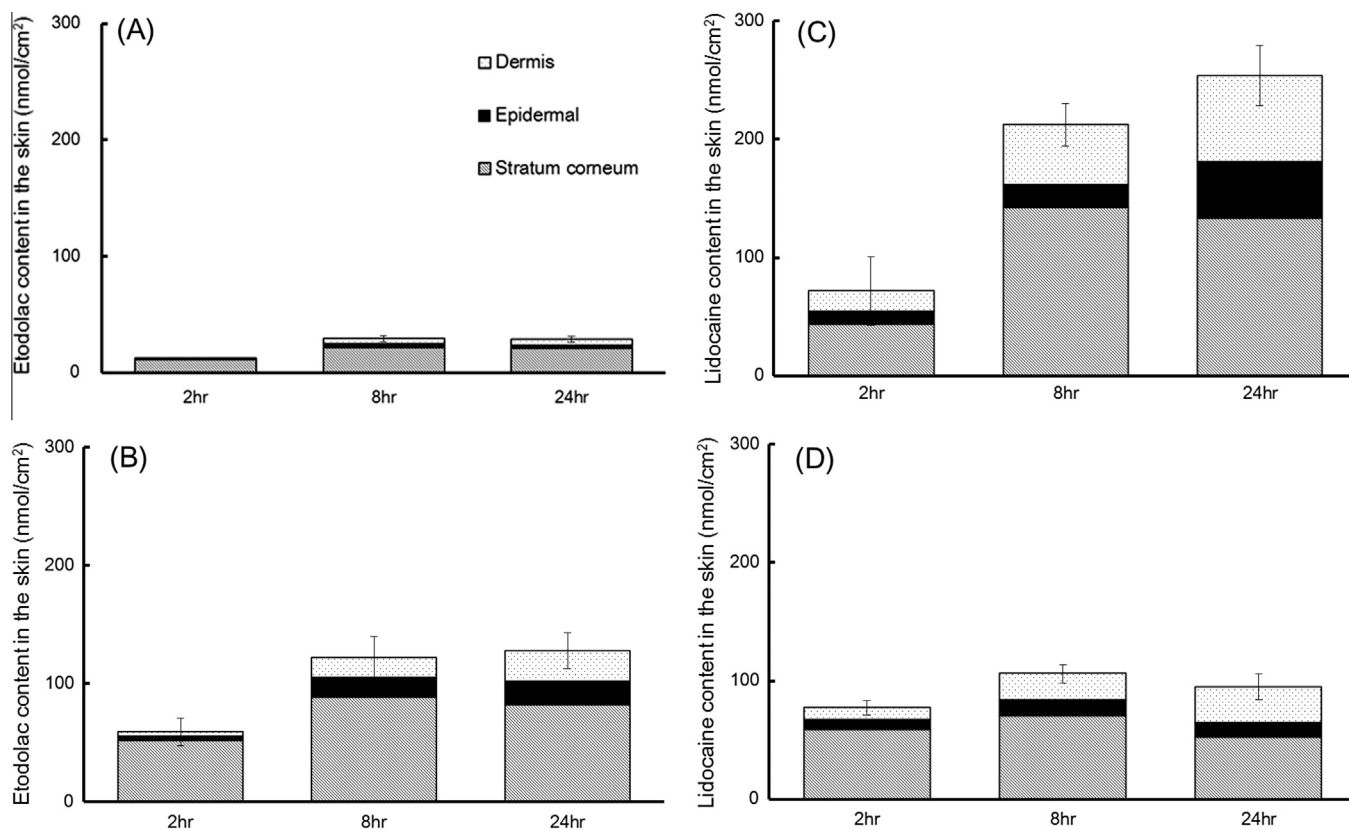 (A)
Etodolac content in the skin (nmol/cm²)
300
200
100
0
Dermis
Epidermal
Stratum corneum
2hr 8hr 24hr
(C)
Lidocaine content in the skin (nmol/cm²)
300
200
100
0
2hr 8hr 24hr
(B)
Etodolac content in the skin (nmol/cm²)
300
200
100
0
2hr 8hr 24hr
(D)
Lidocaine content in the skin (nmol/cm²)
300
200
100
0
2hr 8hr 24hr